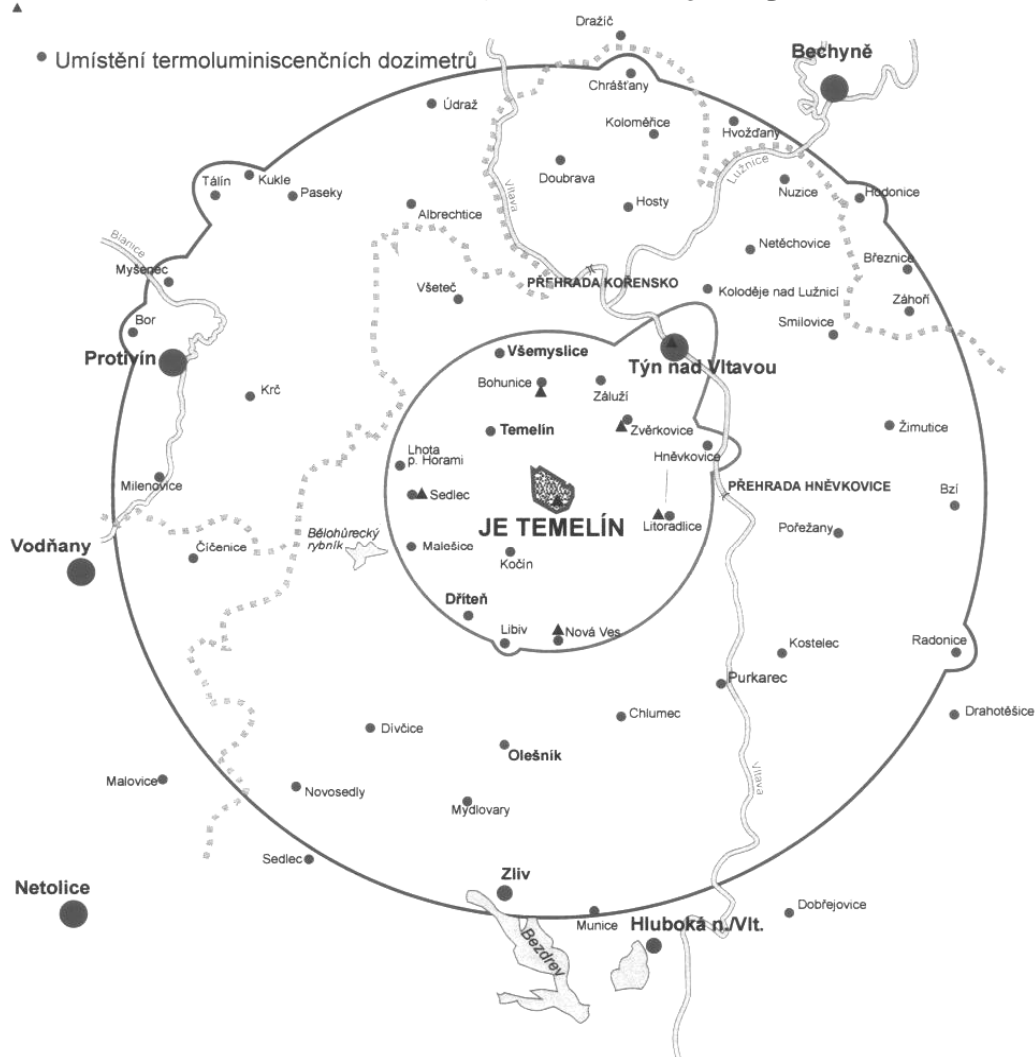 Umístění termoluminiscenčních dozimetrů
Dražíč
Bechyně
Chrášťany
Údraž
Koloměřice
Hvožďany
Lužnice
Vltava
Doubrava
Tálín
Kukle
Paseky
Nuzice
Hodonice
Albrechtice
Hosty
Blanice
Netěchovice
Březnice
Myšenec
PŘEHRADA KOŘENSKO
Všeteč
Koloděje nad Lužnicí
Záhoří
Bor
Smilovice
Protivín
Všemyslice
Týn nad Vltavou
Bohunice
Záluží
Krč
Temelín
Zvěrkovice
Žimutice
Lhota
p. Horami
Hněvkovice
Milenovice
Sedlec
PŘEHRADA HNĚVKOVICE
Bzí
JE TEMELÍN
Litoradlice
Pořežany
Vodňany
Číčenice
Bělohůrecký
rybník
Malešice
Kočín
Dříteň
Libiv
Nová Ves
Kostelec
Radonice
Purkarec
Dívčice
Chlumec
Drahotěšice
Olešník
Vltava
Malovice
Novosedly
Mydlovary
Sedlec
Zliv
Netolice
Munice
Hluboká n./Vlt.
Dobřejovice
Bezdrev